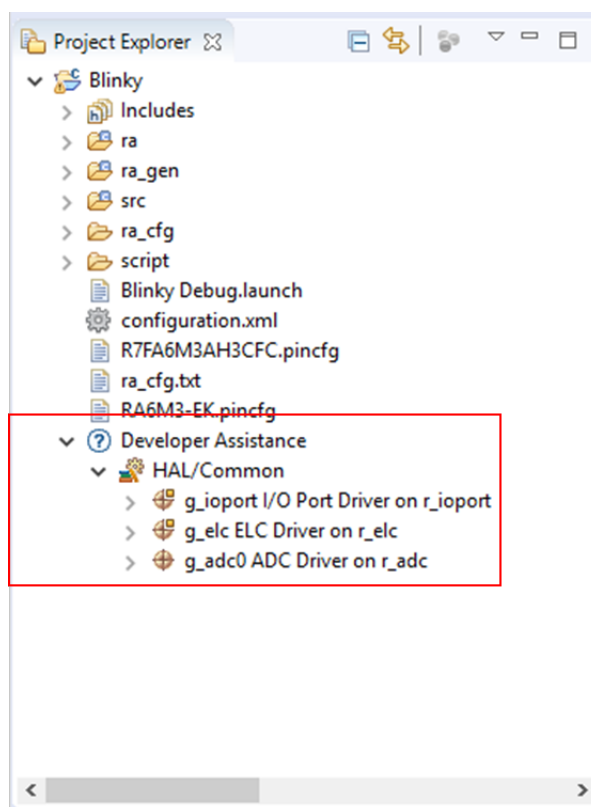 Project Explorer
Blinky
Includes
ra
ra_gen
src
ra_cfg
script
Blinky Debug.launch
configuration.xml
R7FA6M3AH3CFC.pincfg
ra_cfg.txt
RA6M3-EK.pincfg
Developer Assistance
HAL/Common
g_ioport I/O Port Driver on r_ioport
g_elc ELC Driver on r_elc
g_adc0 ADC Driver on r_adc